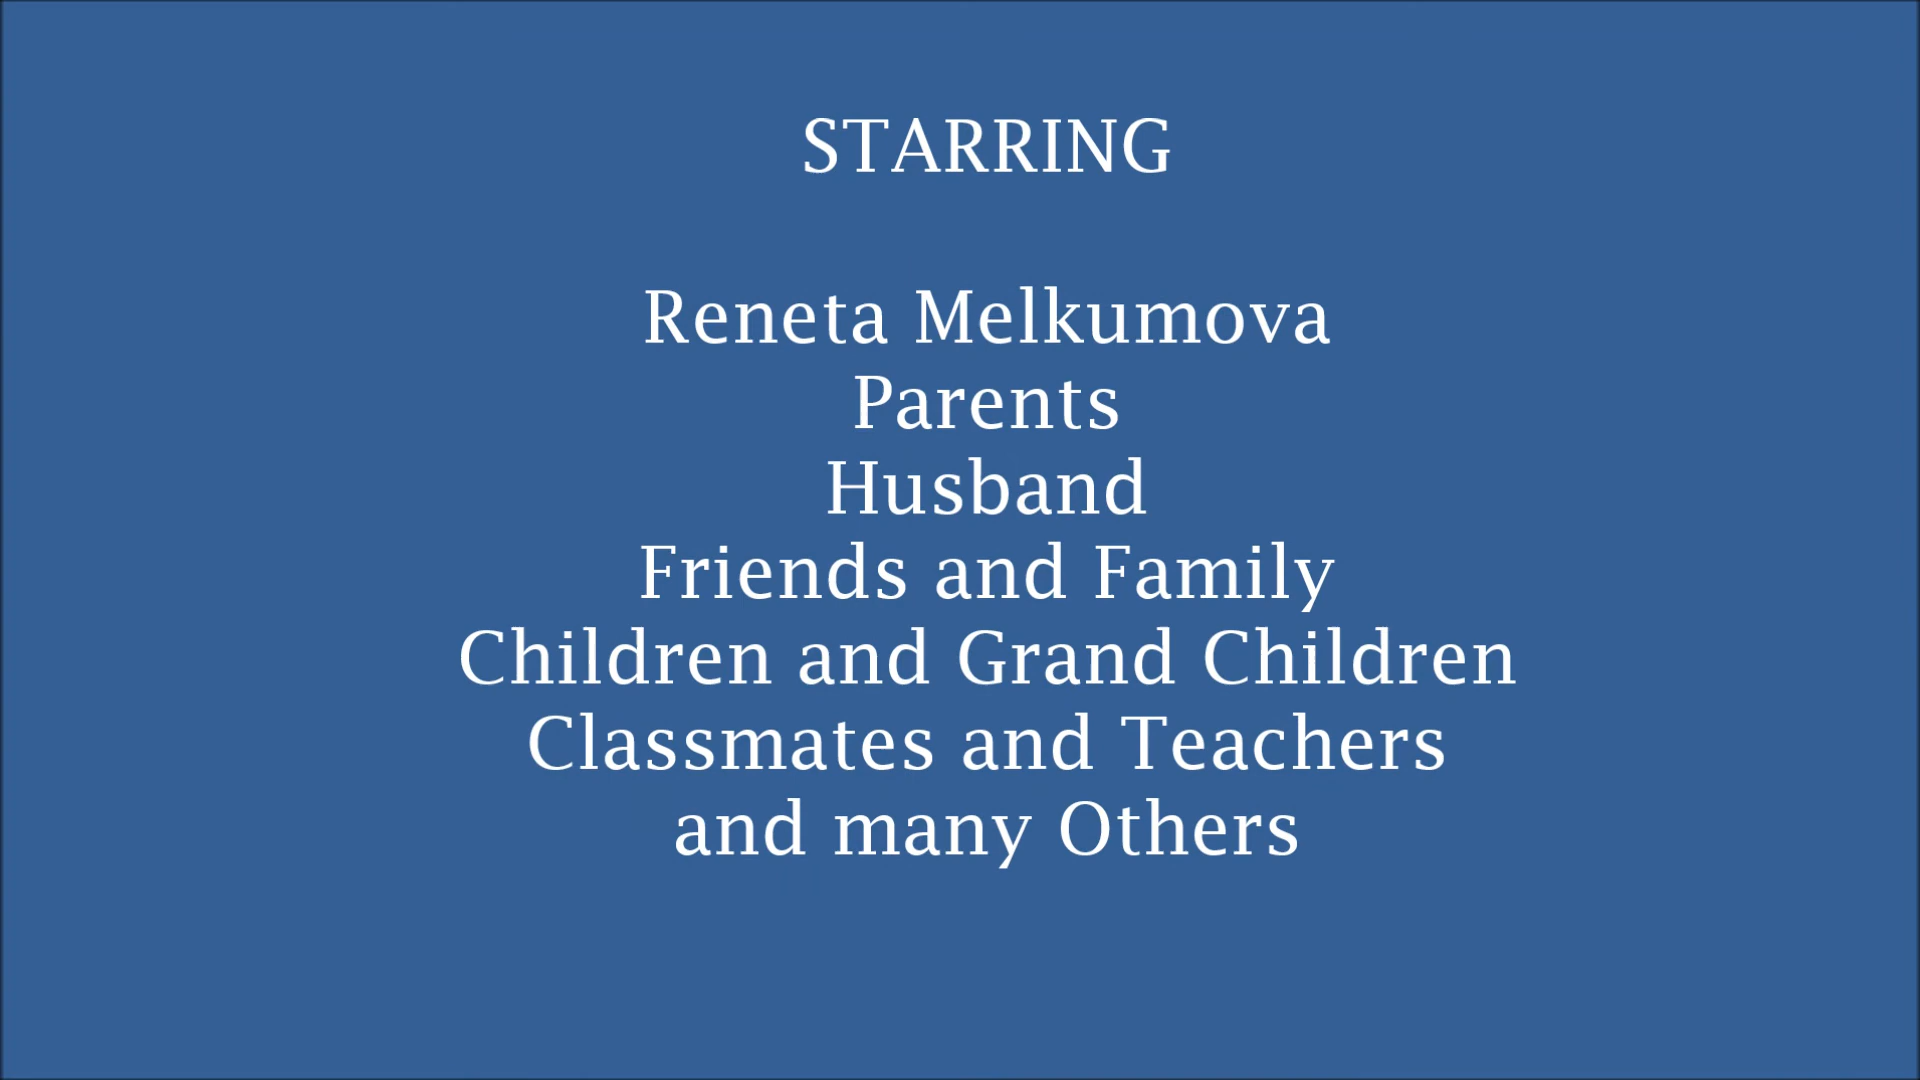 STARRING
Reneta Melkumova
Parents
Husband
Friends and Family
Children and Grand Children
Classmates and Teachers
and many Others